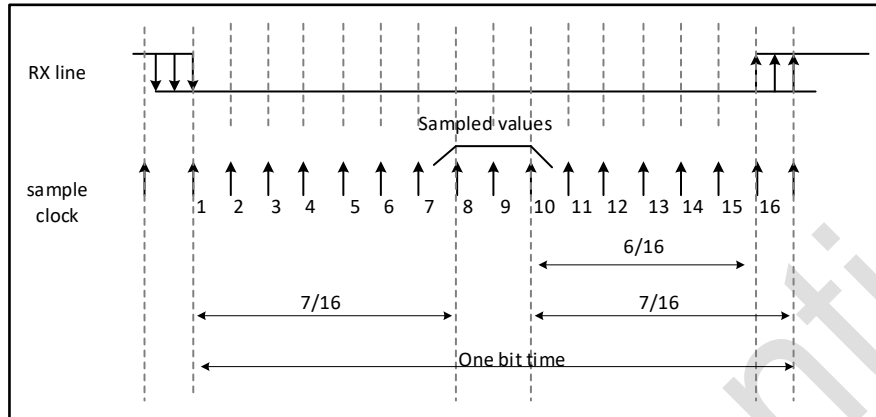 RX line
Sampled values
sample
clock
1 2 3 4 5 6 7 8 9 10 11 12 13 14 15 16
6/16
7/16 7/16
One bit time